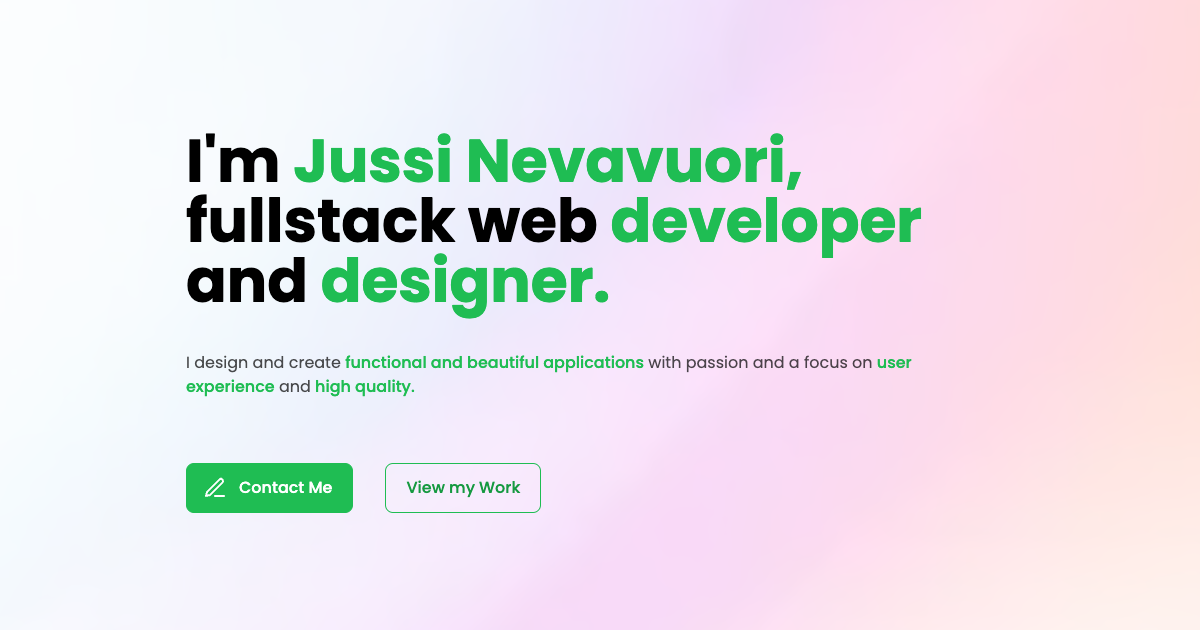 I'm Jussi Nevavuori,
fullstack web developer
and designer.
I design and create functional and beautiful applications with passion and a focus on user
experience and high quality.
Contact Me
View my Work